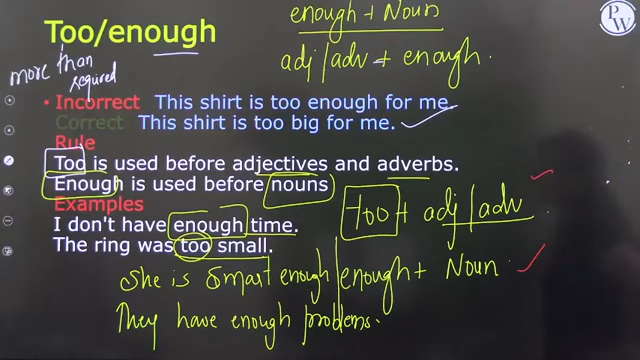 Too/enough
enough + Noun
adj/adv + enough.
more than required
• Incorrect This shirt is too enough for me.
Correct This shirt is too big for me.
Rule
Too is used before adjectives and adverbs.
Enough is used before nouns
Examples
too + adj/adv.
I don't have enough time.
The ring was too small.
She is smart enough
enough + Noun.
They have enough problems.